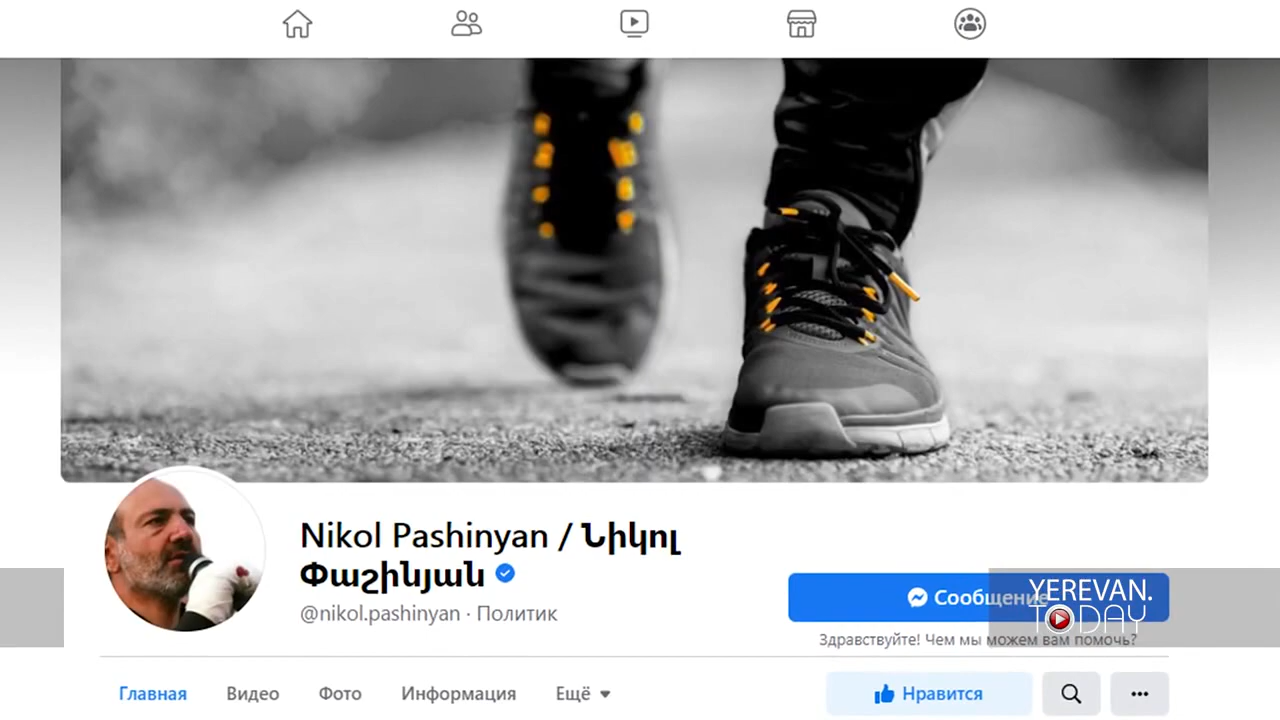 Nikol Pashinyan / Նիկոլ
Փաշինյան
@nikol.pashinyan · Политик
Сообщение
YEREVAN.
TODAY
Здравствуйте! Чем мы можем вам помочь?
Главная
Видео
Фото
Информация
Ещё
Нравится